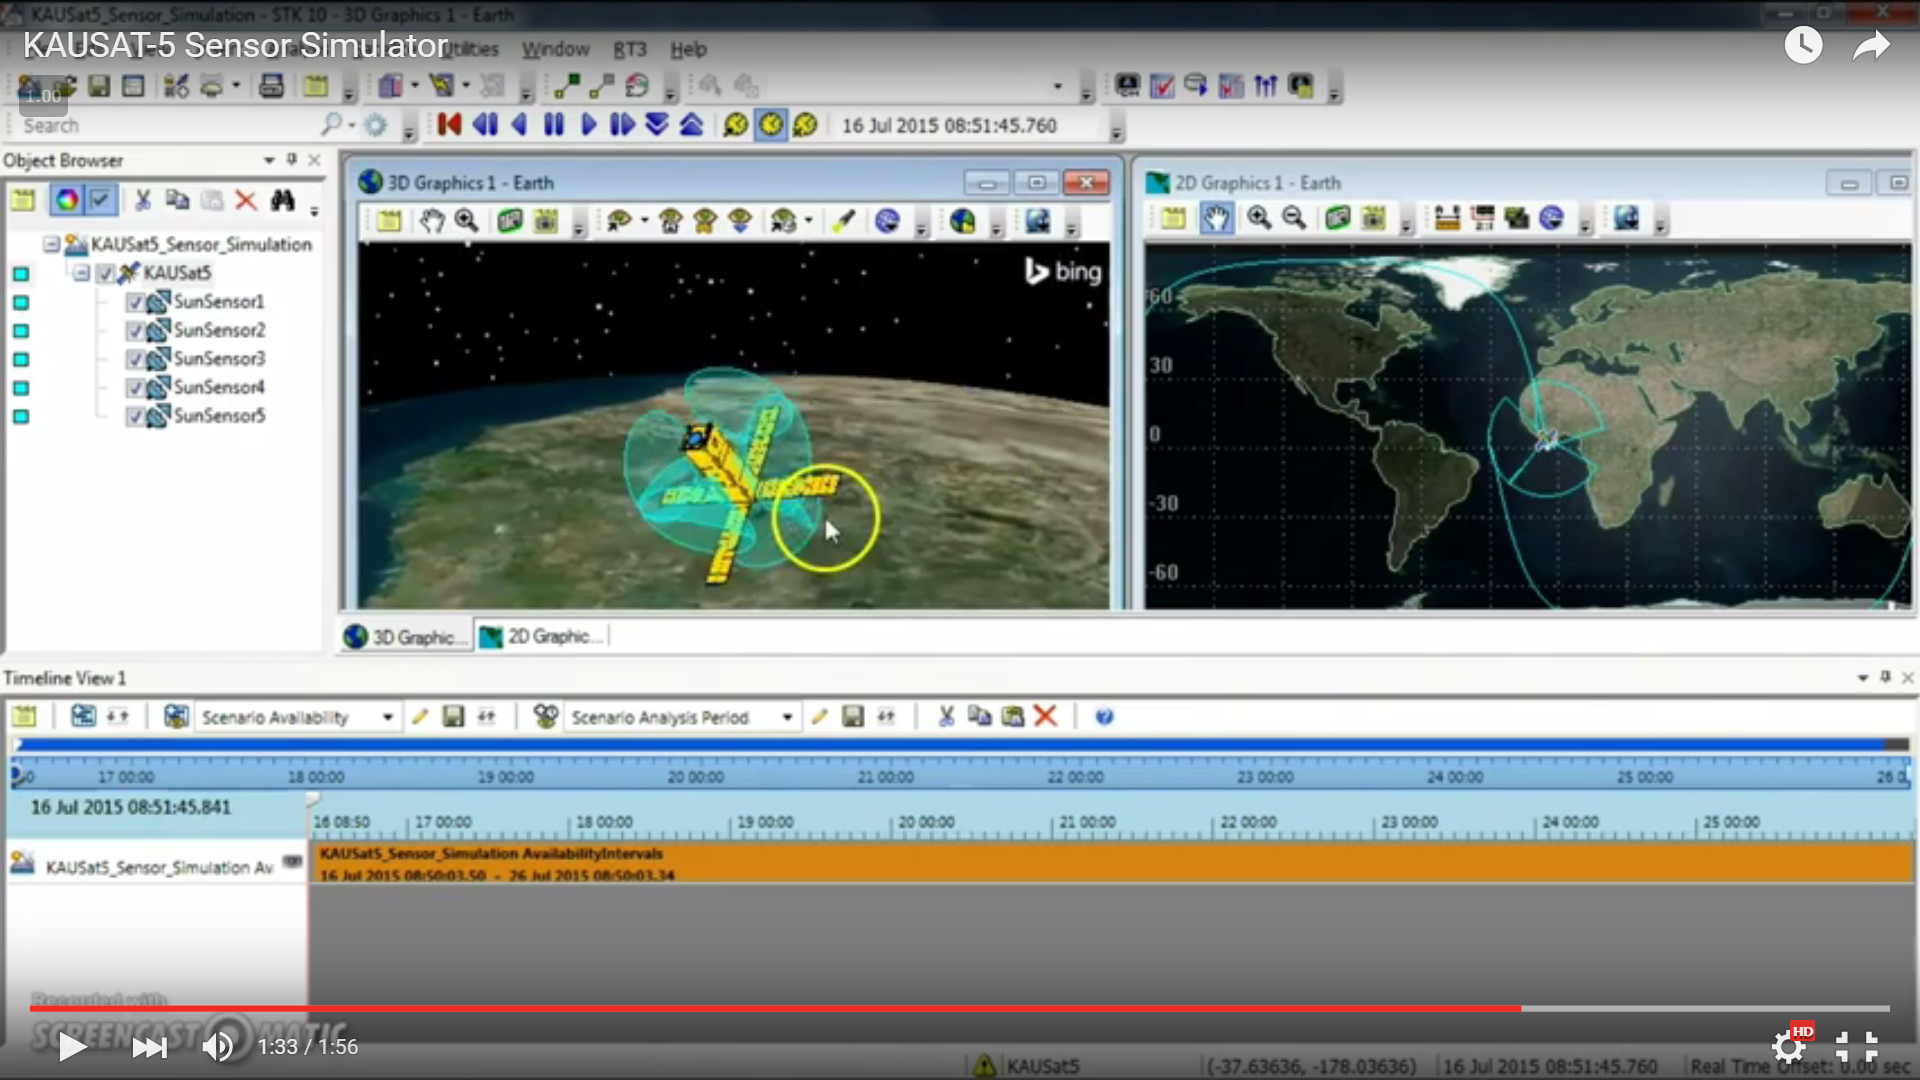 KAUSat5_Sensor_Simulation - STK 10 - 3D Graphics 1 - Earth
KAUSAT-5 Sensor Simulator
Utilities Window RT3 Help
1.00
Search
16 Jul 2015 08:51:45.760
Object Browser
KAUSat5_Sensor_Simulation
KAUSat5
SunSensor1
SunSensor2
SunSensor3
SunSensor4
SunSensor5
3D Graphics 1 - Earth
bing
2D Graphics 1 - Earth
60
30
0
-30
-60
3D Graphic...
2D Graphic...
Timeline View 1
Scenario Availability
Scenario Analysis Period
17 00:00 18 00:00 19 00:00 20 00:00 21 00:00 22 00:00 23 00:00 24 00:00 25 00:00 26 0
16 Jul 2015 08:51:45.841
16 08:50 17 00:00 18 00:00 19 00:00 20 00:00 21 00:00 22 00:00 23 00:00 24 00:00 25 00:00
KAUSat5_Sensor_Simulation Av
KAUSat5_Sensor_Simulation AvailabilityIntervals
16 Jul 2015 08:50:03.50 - 26 Jul 2015 08:50:03.34
Recorded with
SCREENCAST-O-MATIC
1:33 / 1:56
HD
KAUSat5
(-37.63636, -178.03636)
16 Jul 2015 08:51:45.760
Real Time Offset: 0.00 sec